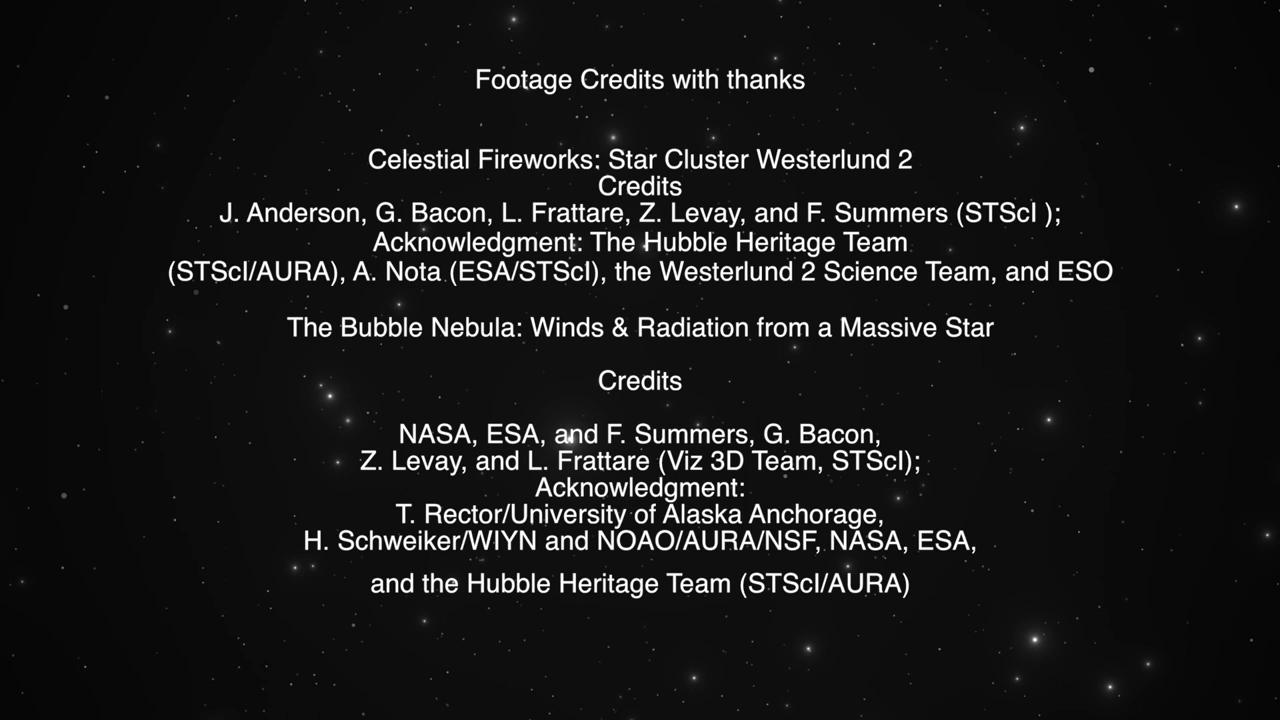 Footage Credits with thanks
Celestial Fireworks: Star Cluster Westerlund 2
Credits
J. Anderson, G. Bacon, L. Frattare, Z. Levay, and F. Summers (STScI );
Acknowledgment: The Hubble Heritage Team
(STScI/AURA), A. Nota (ESA/STScI), the Westerlund 2 Science Team, and ESO
The Bubble Nebula: Winds & Radiation from a Massive Star
Credits
NASA, ESA, and F. Summers, G. Bacon,
Z. Levay, and L. Frattare (Viz 3D Team, STScI);
Acknowledgment:
T. Rector/University of Alaska Anchorage,
H. Schweiker/WIYN and NOAO/AURA/NSF, NASA, ESA,
and the Hubble Heritage Team (STScI/AURA)